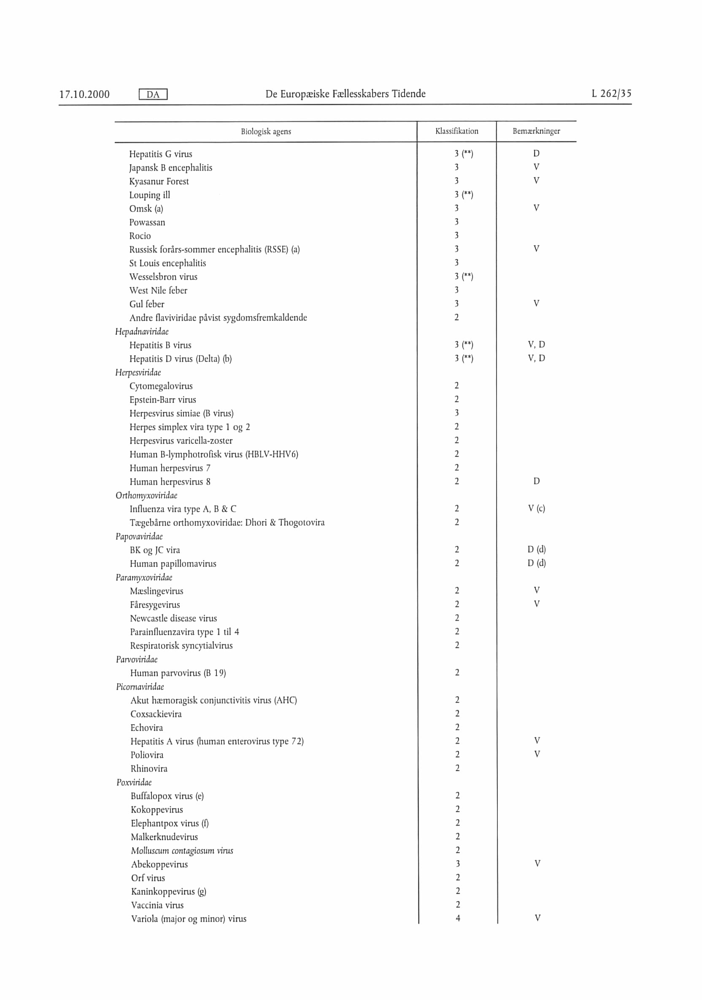 17.10.2000 DA De Europæiske Fællesskabers Tidende L 262/35
Biologisk agens Klassifikation Bemærkninger
Hepatitis G virus 3 (**) D
Japansk B encephalitis 3 V
Kyasanur Forest 3 V
Louping ill 3 (**)
Omsk (a) 3 V
Powassan 3
Rocio 3
Russisk forårs-sommer encephalitis (RSSE) (a) 3 V
St Louis encephalitis 3
Wesselsbron virus 3 (**)
West Nile feber 3
Gul feber 3 V
Andre flaviviridae påvist sygdomsfremkaldende 2
Hepadnaviridae
Hepatitis B virus 3 (**) V, D
Hepatitis D virus (Delta) (b) 3 (**) V, D
Herpesviridae
Cytomegalovirus 2
Epstein-Barr virus 2
Herpesvirus simiae (B virus) 3
Herpes simplex vira type 1 og 2 2
Herpesvirus varicella-zoster 2
Human B-lymphotrofisk virus (HBLV-HHV6) 2
Human herpesvirus 7 2
Human herpesvirus 8 2 D
Orthomyxoviridae
Influenza vira type A, B & C 2 V (c)
Tægebårne orthomyxoviridae: Dhori & Thogotovira 2
Papovaviridae
BK og JC vira 2 D (d)
Human papillomavirus 2 D (d)
Paramyxoviridae
Mæslingevirus 2 V
Fåresygevirus 2 V
Newcastle disease virus 2
Parainfluenzavira type 1 til 4 2
Respiratorisk syncytialvirus 2
Parvoviridae
Human parvovirus (B 19) 2
Picornaviridae
Akut hæmoragisk conjunctivitis virus (AHC) 2
Coxsackievira 2
Echovira 2
Hepatitis A virus (human enterovirus type 72) 2 V
Poliovira 2 V
Rhinovira 2
Poxviridae
Buffalopox virus (e) 2
Kokoppevirus 2
Elephantpox virus (f) 2
Malkerknudevirus 2
Molluscum contagiosum virus 2
Abekoppevirus 3 V
Orf virus 2
Kaninkoppevirus (g) 2
Vaccinia virus 2
Variola (major og minor) virus 4 V